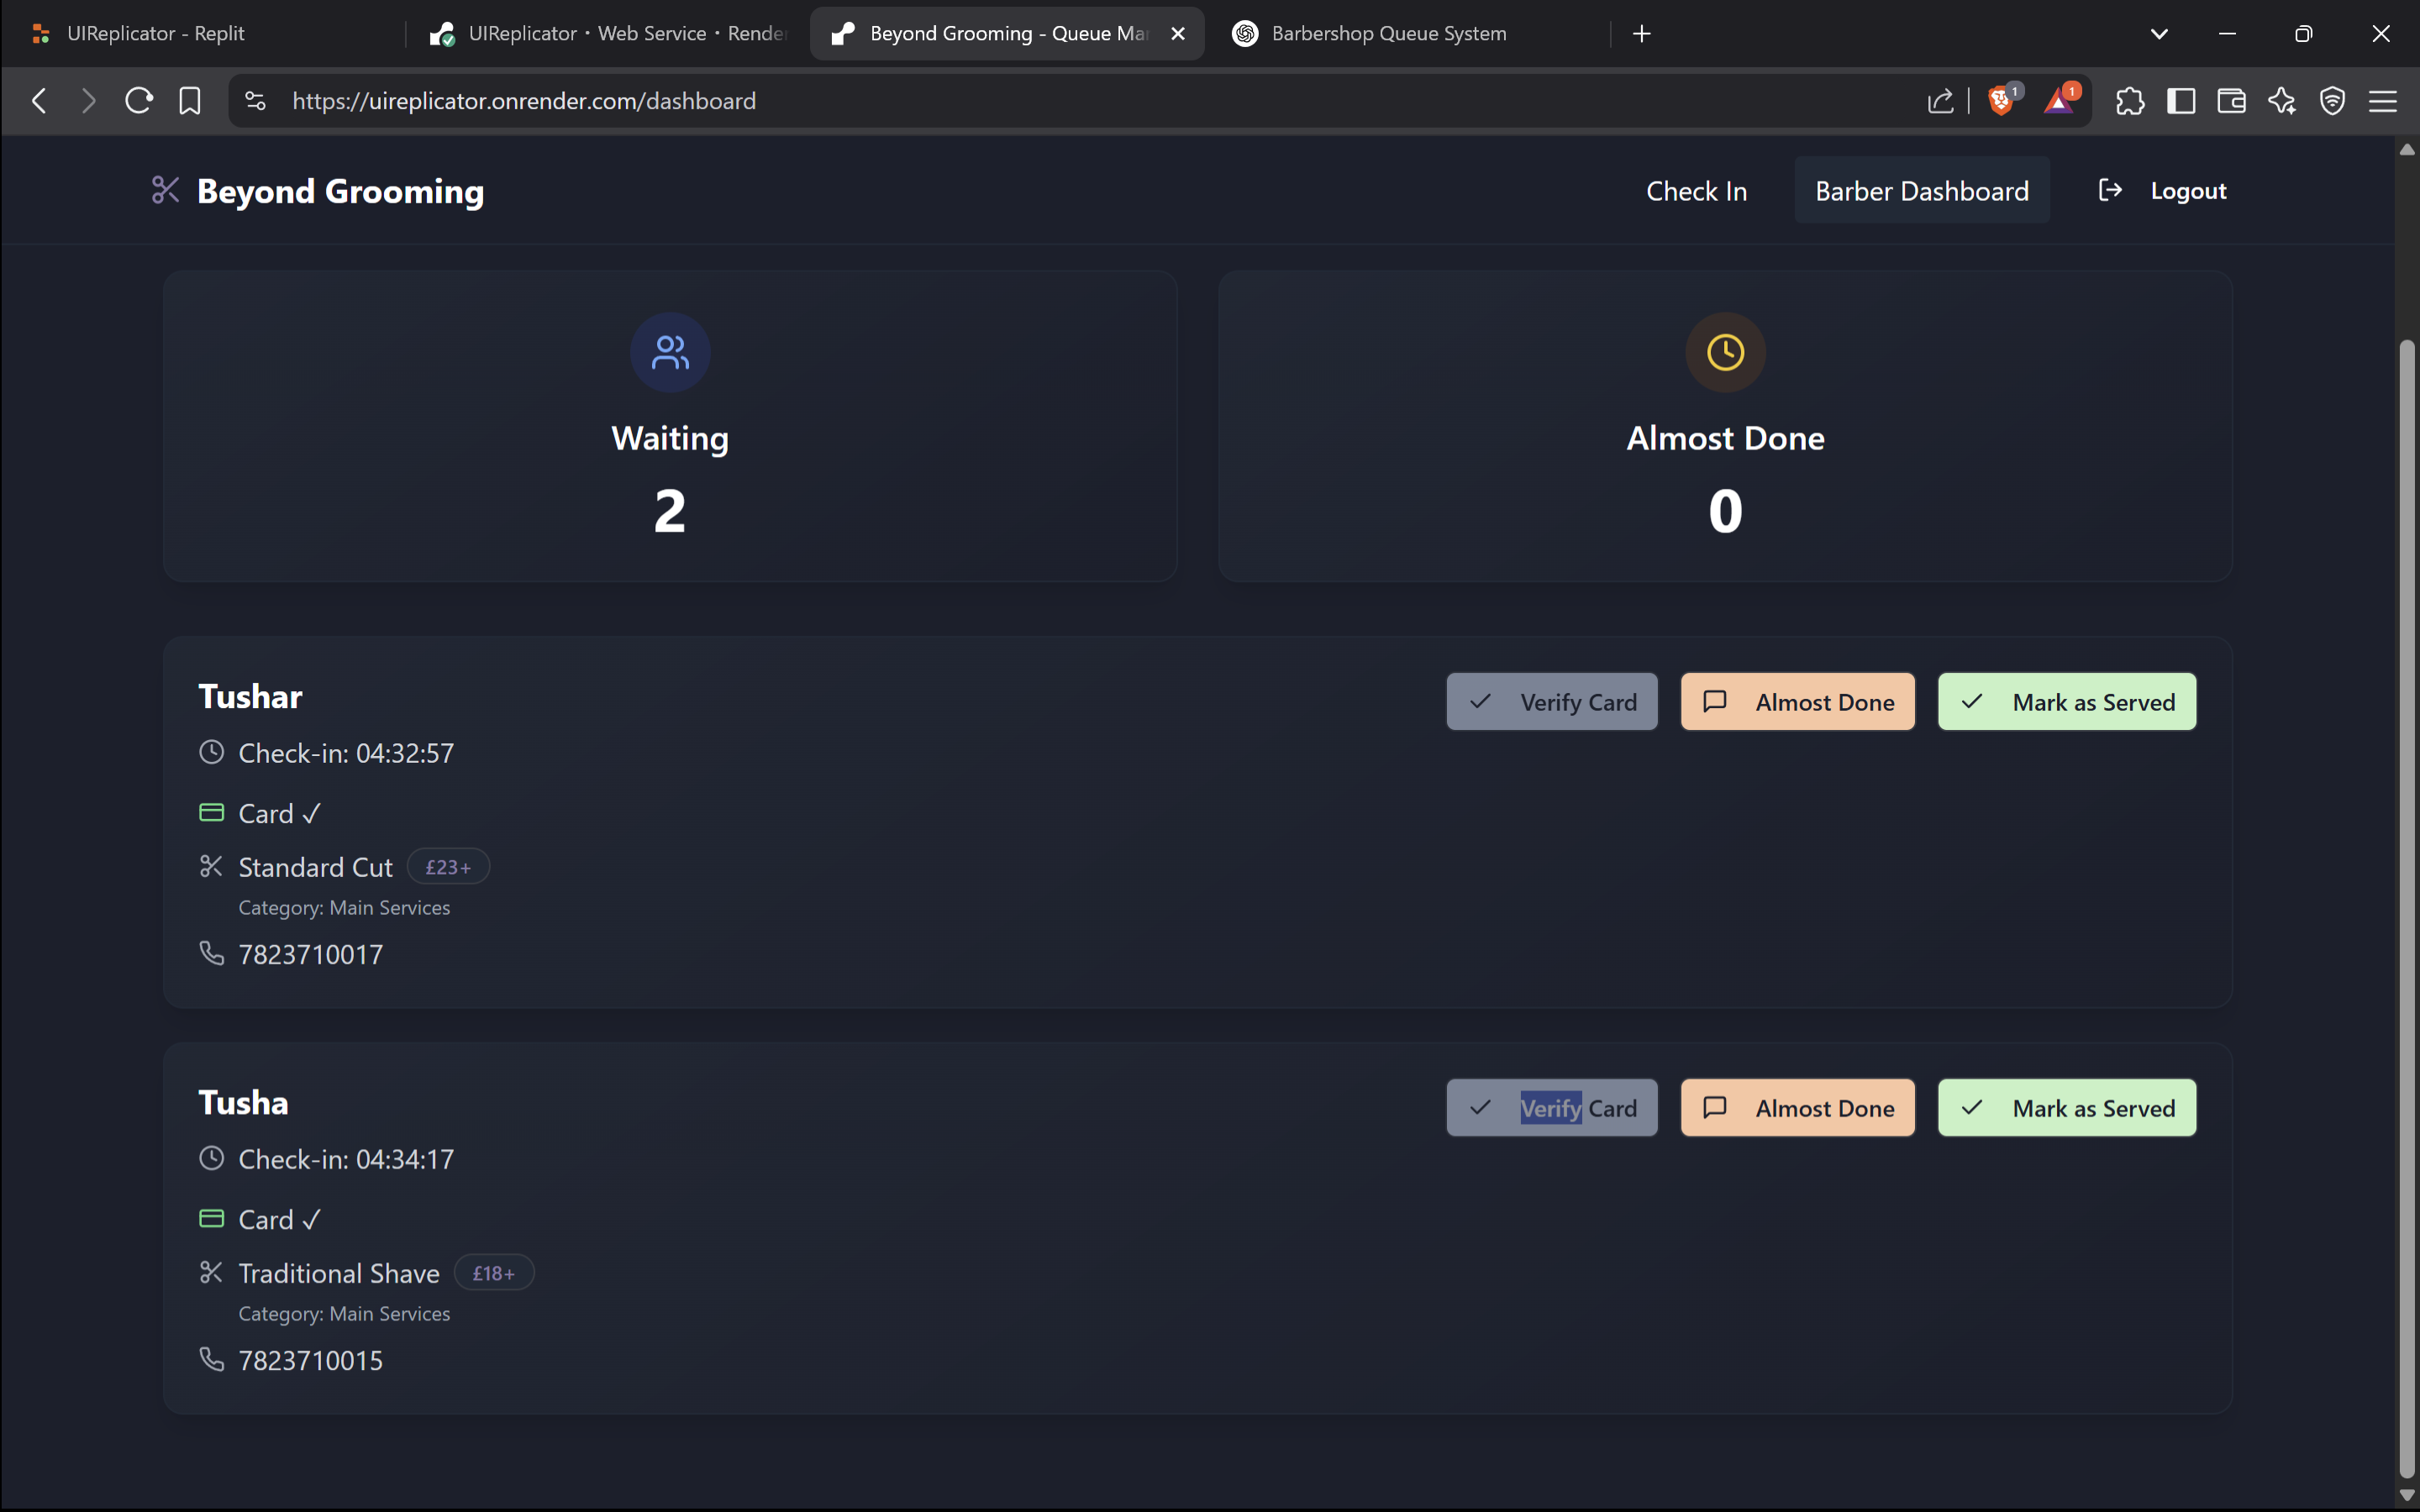 UIReplicator - Replit
UIReplicator · Web Service · Render
Beyond Grooming - Queue Ma
Barbershop Queue System
https://uireplicator.onrender.com/dashboard
1
1
Beyond Grooming
Check In
Barber Dashboard
Logout
Waiting
2
Almost Done
0
Tushar
Verify Card
Almost Done
Mark as Served
Check-in: 04:32:57
Card ✓
Standard Cut £23+
Category: Main Services
7823710017
Tusha
Verify Card
Almost Done
Mark as Served
Check-in: 04:34:17
Card ✓
Traditional Shave £18+
Category: Main Services
7823710015